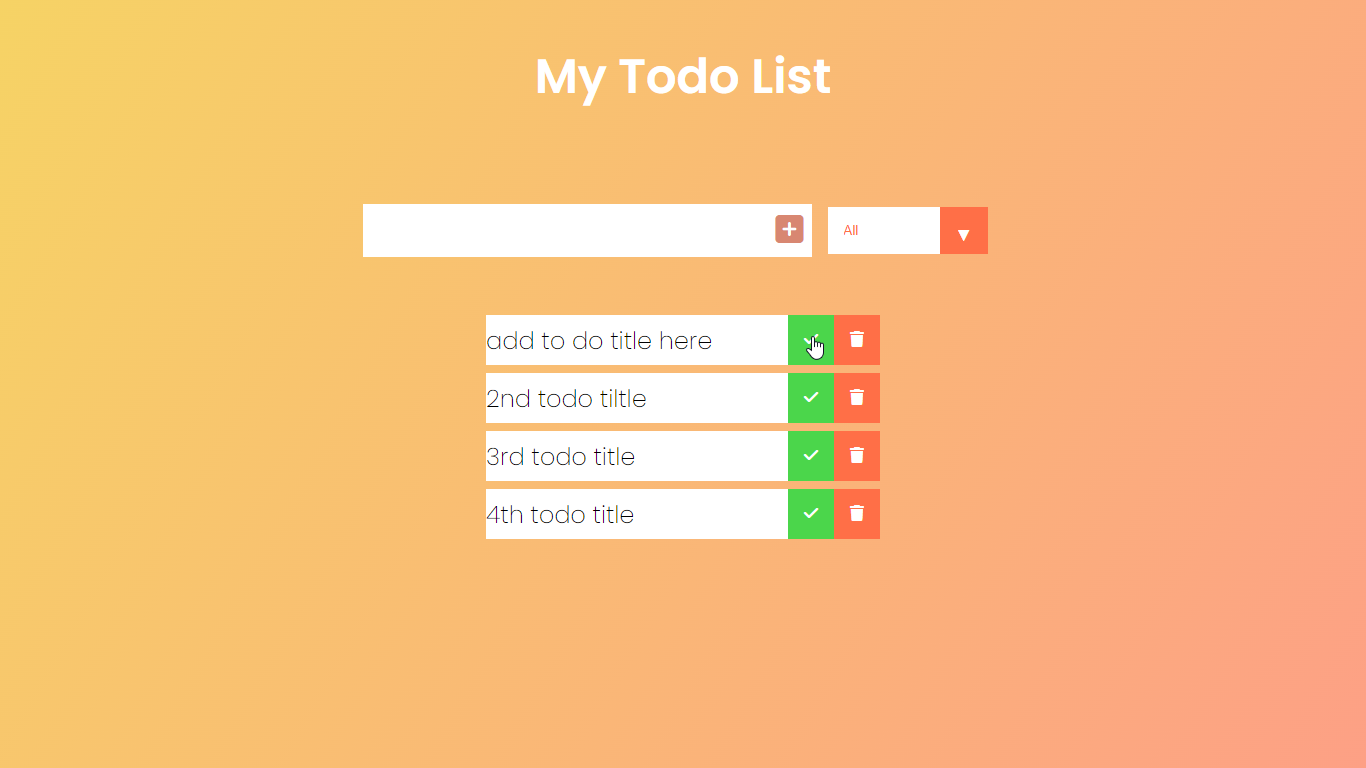 My Todo List
All
add to do title here
2nd todo tiltle
3rd todo title
4th todo title